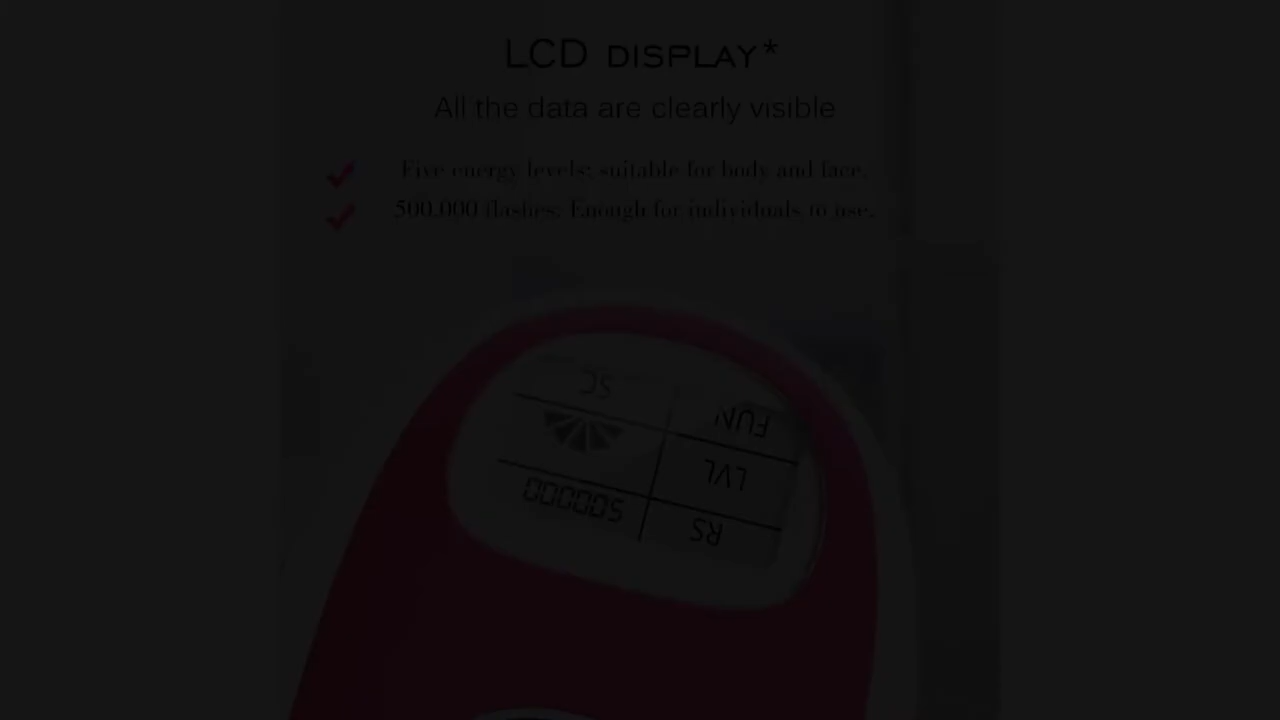 LCD DISPLAY*
All the data are clearly visible
Five energy levels: suitable for body and face.
500.000 flashes: Enough for individuals to use.
RS 500000
LVL
FUN SC